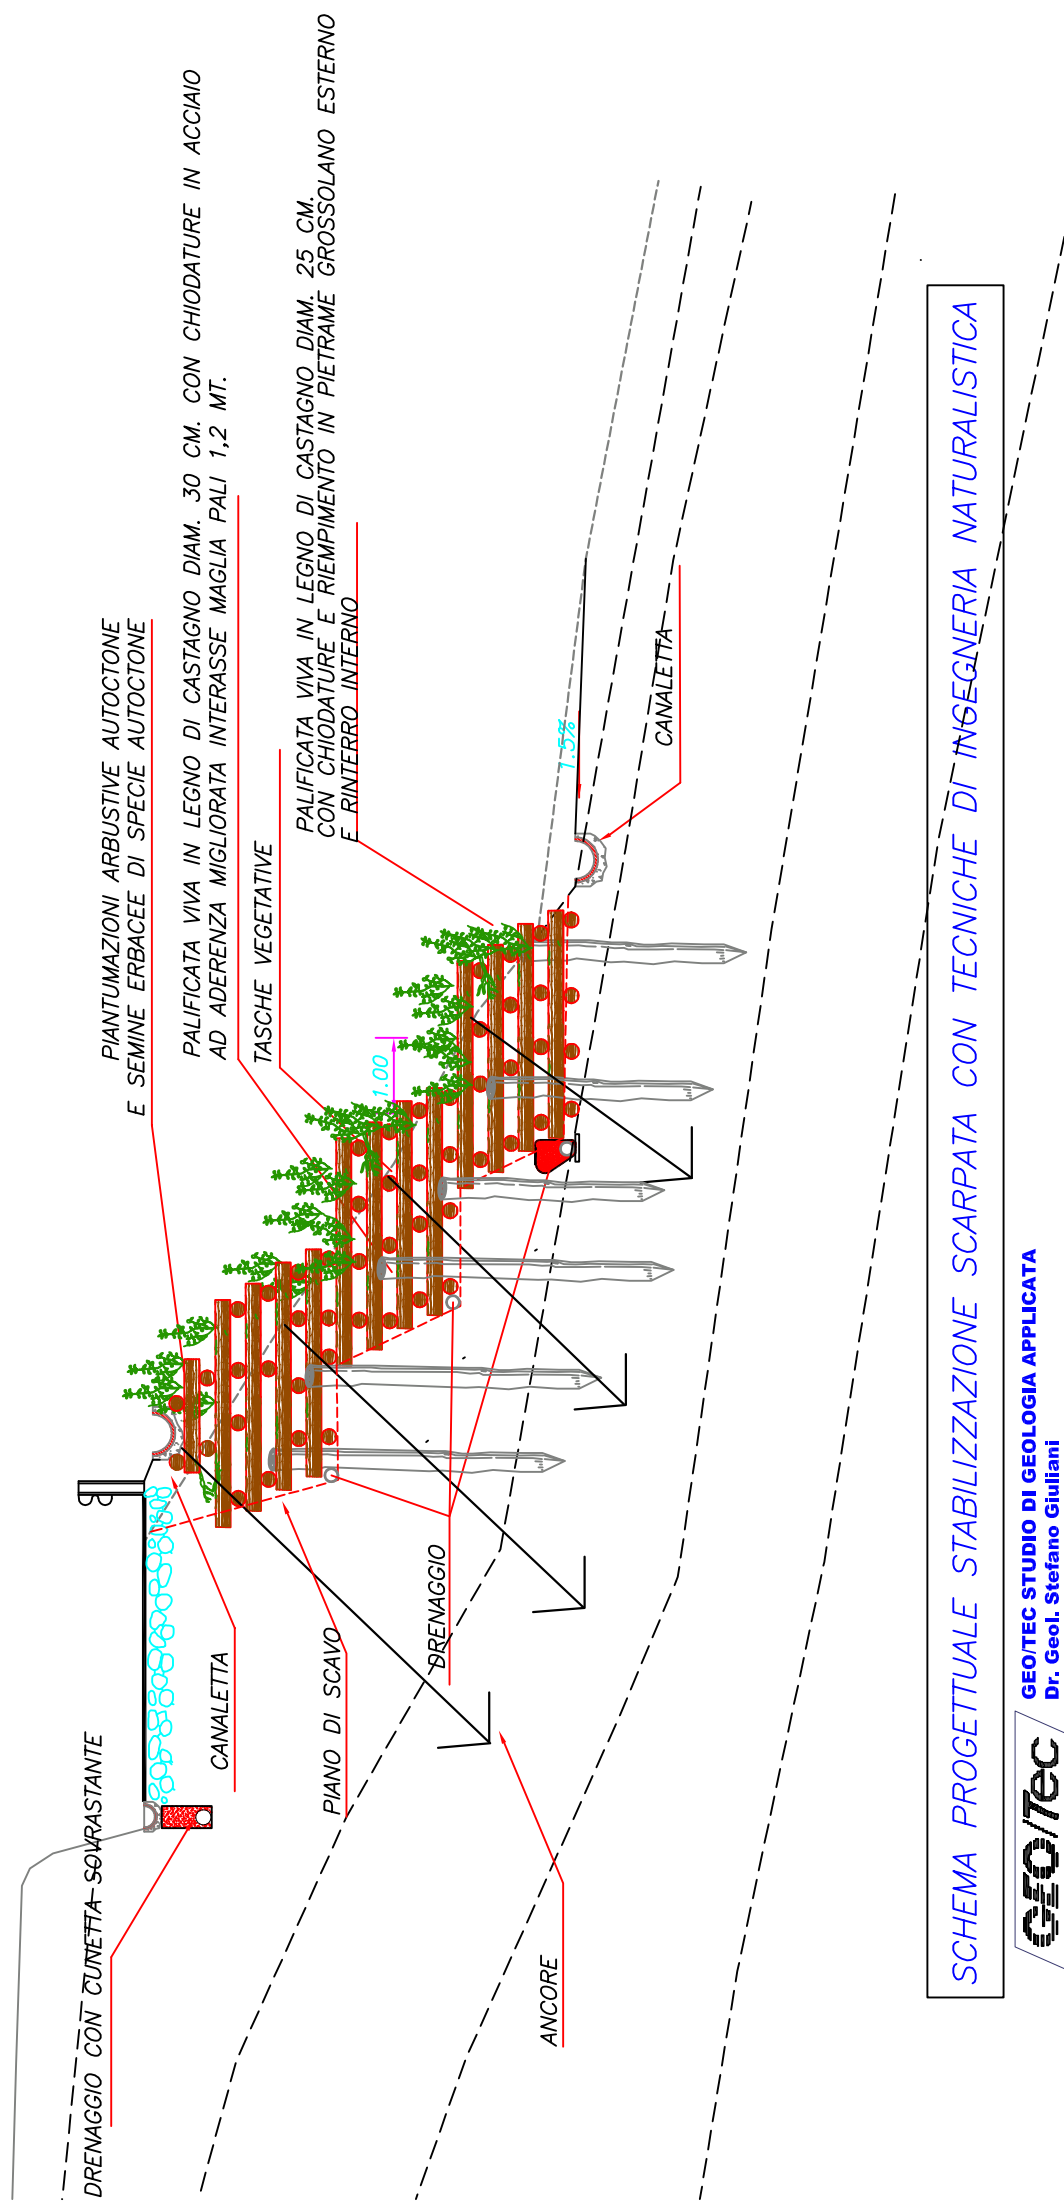 PIANTUMAZIONI ARBUSTIVE AUTOCTONE
E SEMINE ERBACEE DI SPECIE AUTOCTONE
PALIFICATA VIVA IN LEGNO DI CASTAGNO DIAM. 30 CM. CON CHIODATURE IN ACCIAIO
AD ADERENZA MIGLIORATA INTERASSE MAGLIA PALI 1,2 MT.
TASCHE VEGETATIVE
PALIFICATA VIVA IN LEGNO DI CASTAGNO DIAM. 25 CM.
CON CHIODATURE E RIEMPIMENTO IN PIETRAME GROSSOLANO ESTERNO
E RINTERRO INTERNO
1.00
1.5%
CANALETTA
DRENAGGIO CON CUNETTA SOVRASTANTE
CANALETTA
PIANO DI SCAVO
DRENAGGIO
ANCORE
SCHEMA PROGETTUALE STABILIZZAZIONE SCARPATA CON TECNICHE DI INGEGNERIA NATURALISTICA
GEO/TEC
GEO/TEC STUDIO DI GEOLOGIA APPLICATA
Dr. Geol. Stefano Giuliani